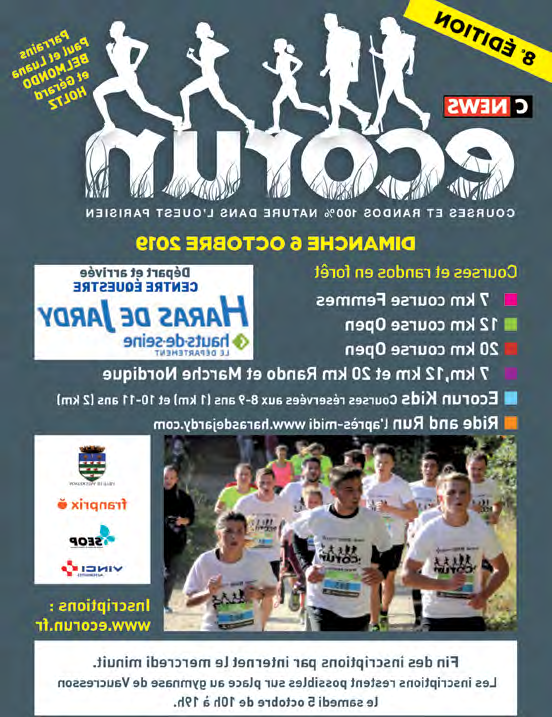 8e ÉDITION
Parrains
Paul et Luana
BELMONDO
et Gérard
HOLTZ
C NEWS
ecorun
COURSES ET RANDOS 100% NATURE DANS L'OUEST PARISIEN
DIMANCHE 6 OCTOBRE 2019
Courses et randos en forêt
7 km course Femmes
12 km course Open
20 km course Open
7 km,12 km et 20 km Rando et Marche Nordique
Ecorun Kids Courses réservées aux 8-9 ans (1 km) et 10-11 ans (2 km)
Ride and Run l'après-midi www.harasdejardy.com
Départ et arrivée
CENTRE ÉQUESTRE
HARAS DE JARDY
hauts-de-seine
LE DÉPARTEMENT
franprix
SEOP
VINCI
AUTOROUTES
ecorun
ecorun
ecorun
Inscriptions :
www.ecorun.fr
Fin des inscriptions par internet le mercredi minuit.
Les inscriptions restent possibles sur place au gymnase de Vaucresson
le samedi 5 octobre de 10h à 19h.